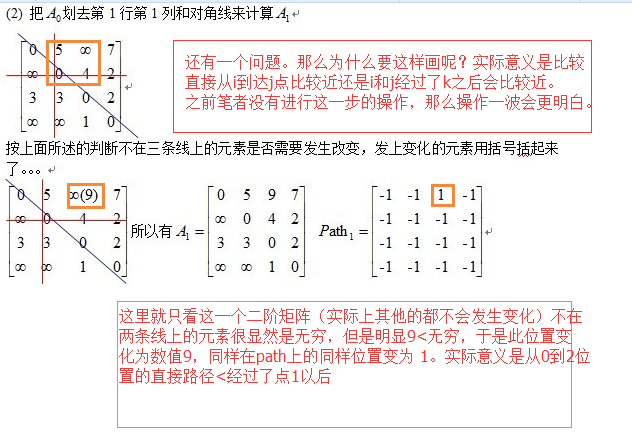 (2) 把A₀划去第 1 行第 1 列和对角线来计算A₁
0 5 ∞ 7
∞ 0 4 2
3 3 0 2
∞ ∞ 1 0
还有一个问题。那么为什么要这样画呢？实际意义是比较
直接从i到达j点比较近还是i和j经过了k之后会比较近。
之前笔者没有进行这一步的操作，那么操作一波会更明白。
按上面所述的判断不在三条线上的元素是否需要发生改变，发上变化的元素用括号括起来
了。。。
0 5 ∞(9) 7
∞ 0 4 2
3 3 0 2
∞ ∞ 1 0
所以有 A₁ =
0 5 9 7
∞ 0 4 2
3 3 0 2
∞ ∞ 1 0
Path₁ =
-1 -1 1 -1
-1 -1 -1 -1
-1 -1 -1 -1
-1 -1 -1 -1
这里就只看这一个二阶矩阵（实际上其他的都不会发生变化）不在
两条线上的元素很显然是无穷，但是明显9<无穷，于是此位置变
化为数值9，同样在path上的同样位置变为 1。实际意义是从0到2位
置的直接路径<经过了点1以后